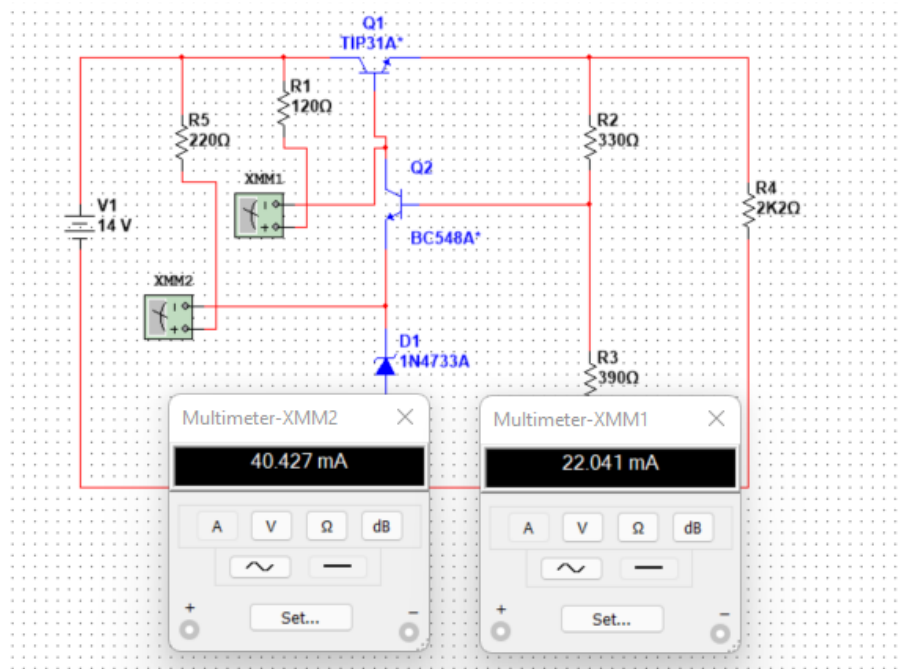 Q1
TIP31A*
R1
120Ω
R5
220Ω
R2
330Ω
XMM1
Q2
R4
2K2Ω
V1
14 V
BC548A*
XMM2
D1
1N4733A
R3
390Ω
Multimeter-XMM2
40.427 mA
A V Ω dB
+ Set... −
Multimeter-XMM1
22.041 mA
A V Ω dB
+ Set... −